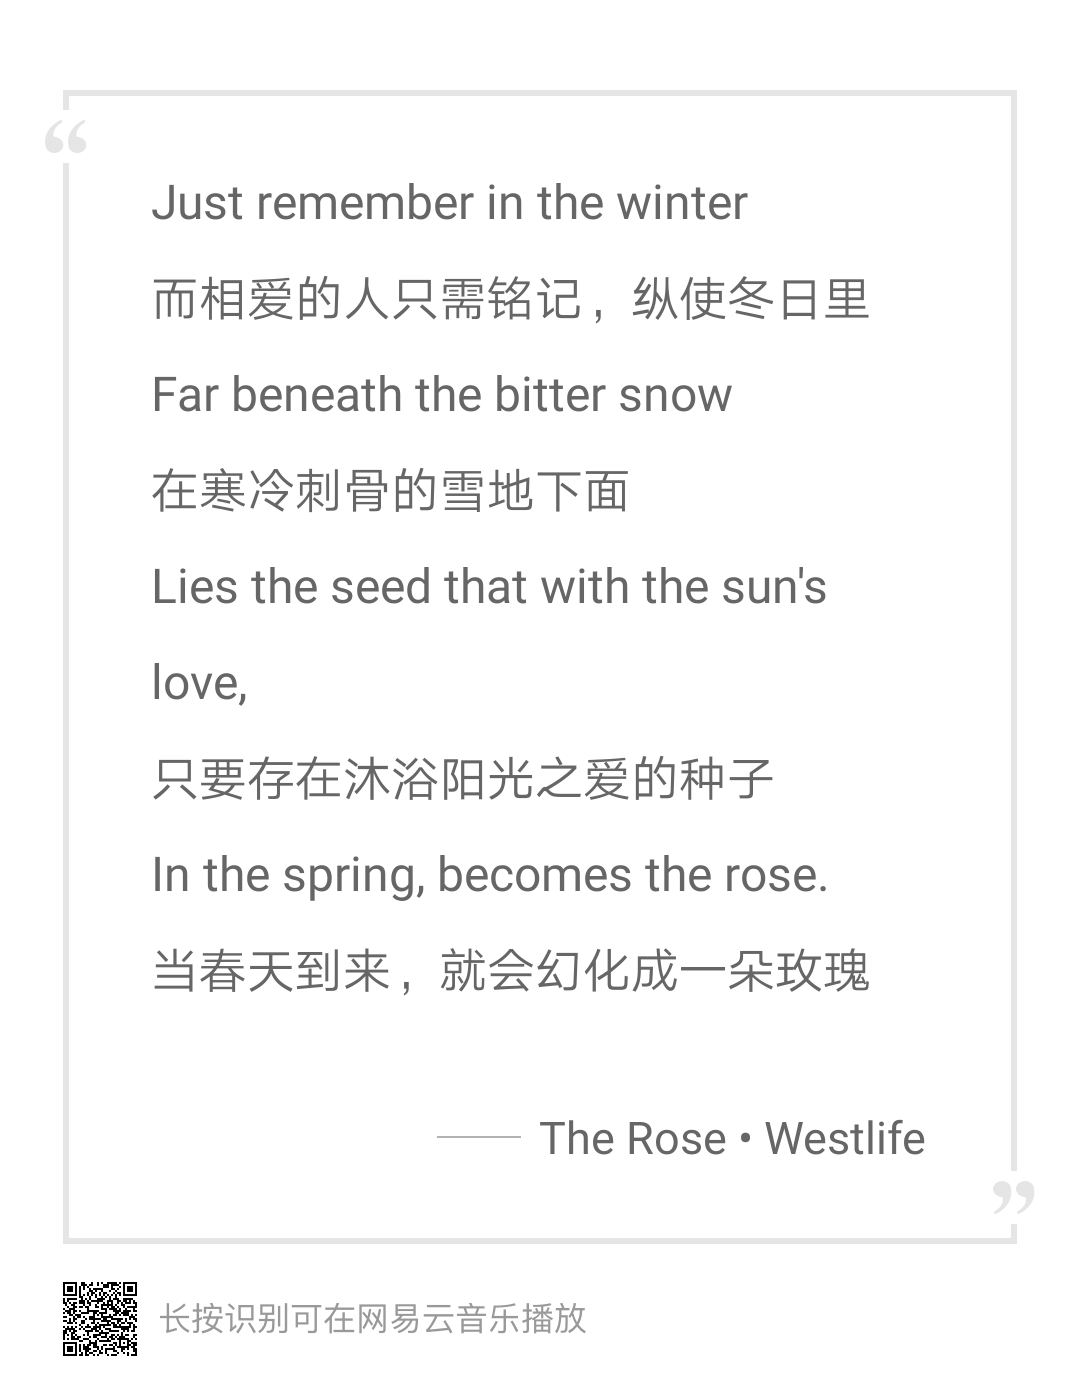 “
Just remember in the winter
而相爱的人只需铭记，纵使冬日里
Far beneath the bitter snow
在寒冷刺骨的雪地下面
Lies the seed that with the sun's
love,
只要存在沐浴阳光之爱的种子
In the spring, becomes the rose.
当春天到来，就会幻化成一朵玫瑰
—— The Rose • Westlife
”
长按识别可在网易云音乐播放